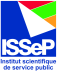 ISSeP
Institut scientifique
de service public